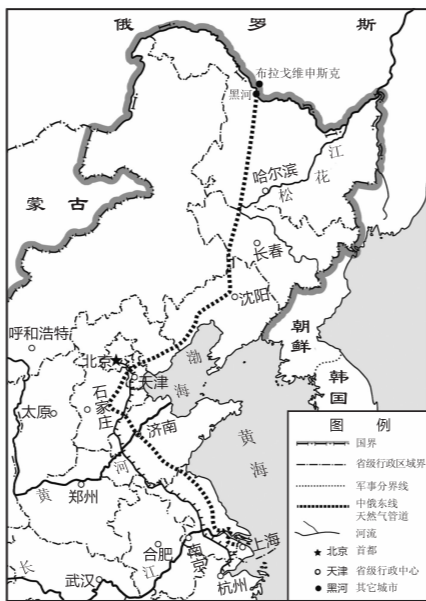 俄 罗 斯
布拉戈维申斯克
黑河
江
花
松
哈尔滨
蒙 古
长春
沈阳
呼和浩特
北京
天津
渤
海
朝
鲜
韩
国
石
家
庄
太原
济南
黄
海
黄
河
郑州
合肥
南
京
上海
长
江
武汉
杭州
图 例
国界
省级行政区域界
军事分界线
中俄东线
天然气管道
河流
北京 首都
天津 省级行政中心
黑河 其它城市